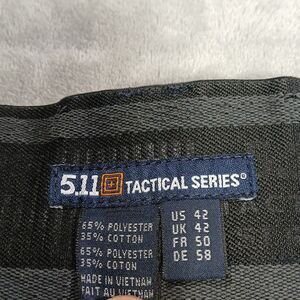 5.11 TACTICAL SERIES®
65% POLYESTER
35% COTTON
65% POLYESTER
35% COTON
MADE IN VIETNAM
FAIT AU VIETNAM
US 42
UK 42
FR 50
DE 58